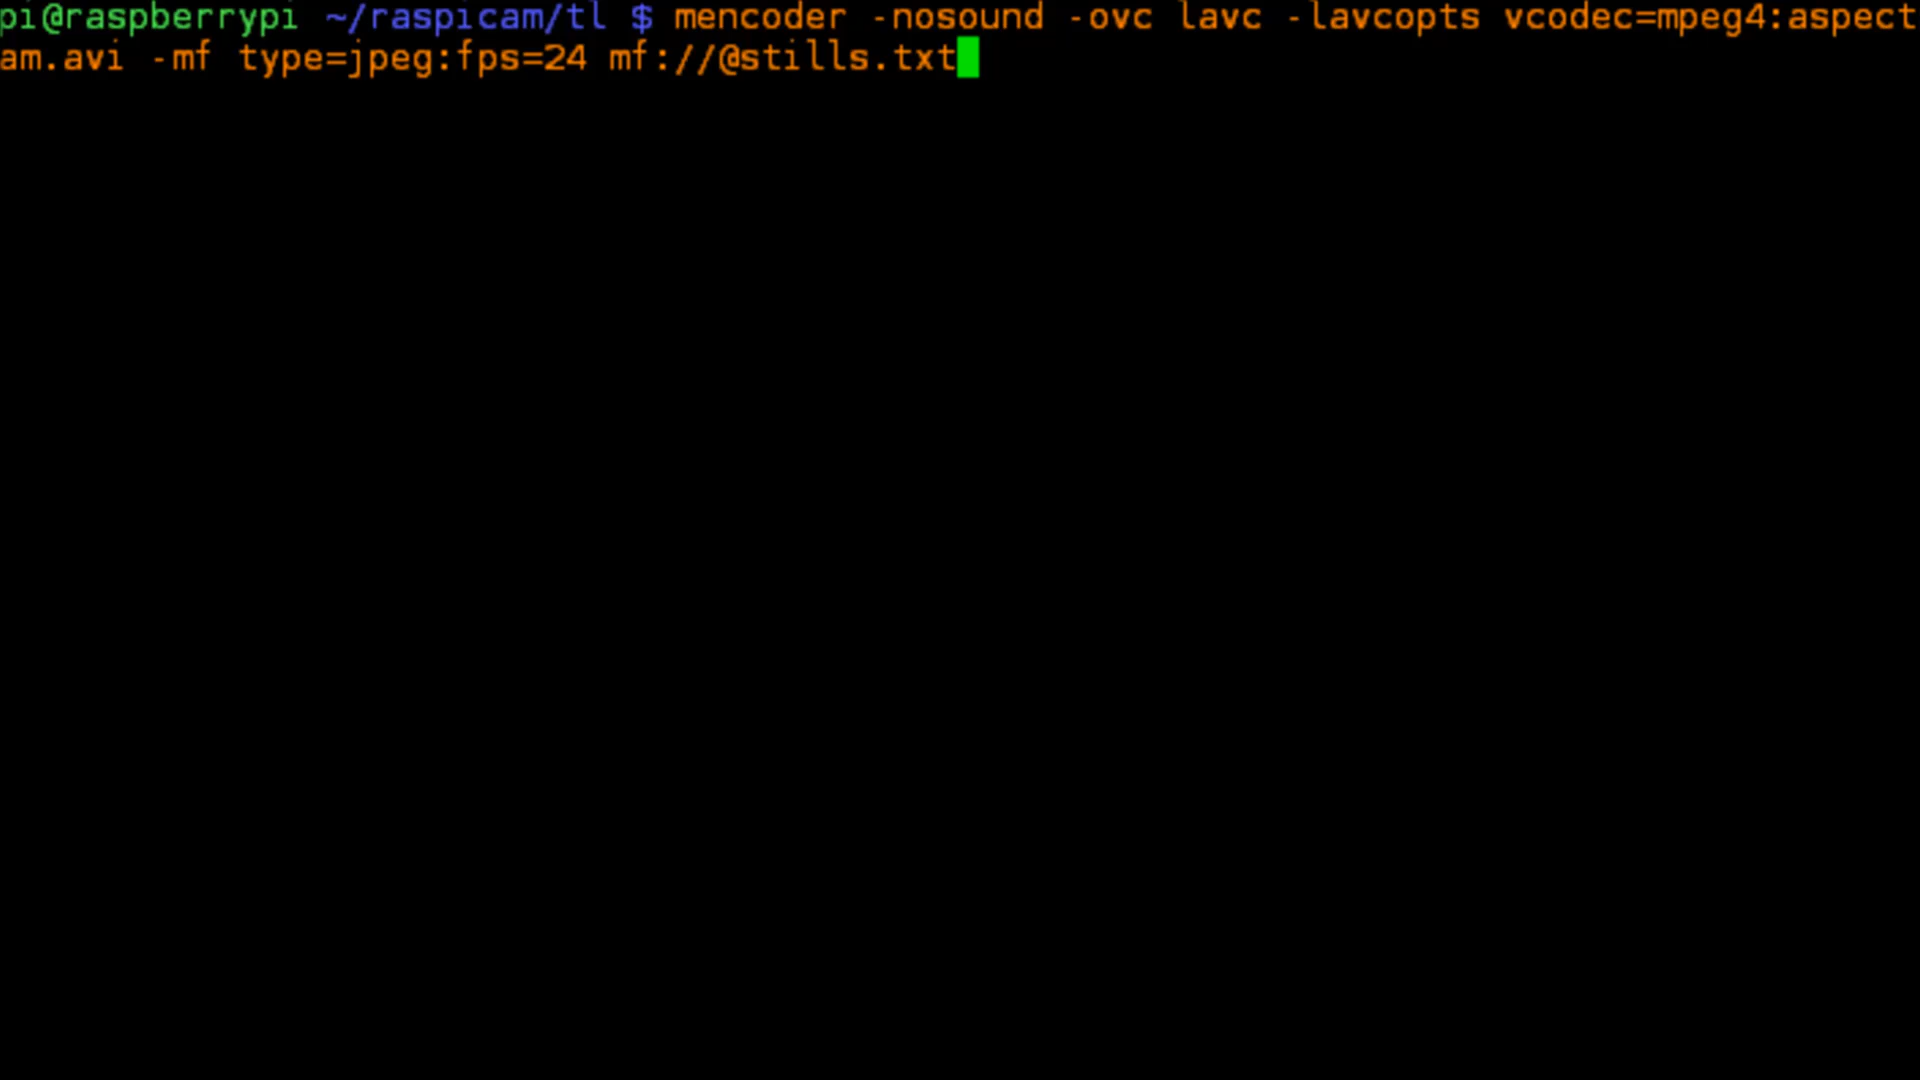 pi@raspberrypi ~/raspicam/tl $ mencoder -nosound -ovc lavc -lavcopts vcodec=mpeg4:aspect
am.avi -mf type=jpeg:fps=24 mf://@stills.txt